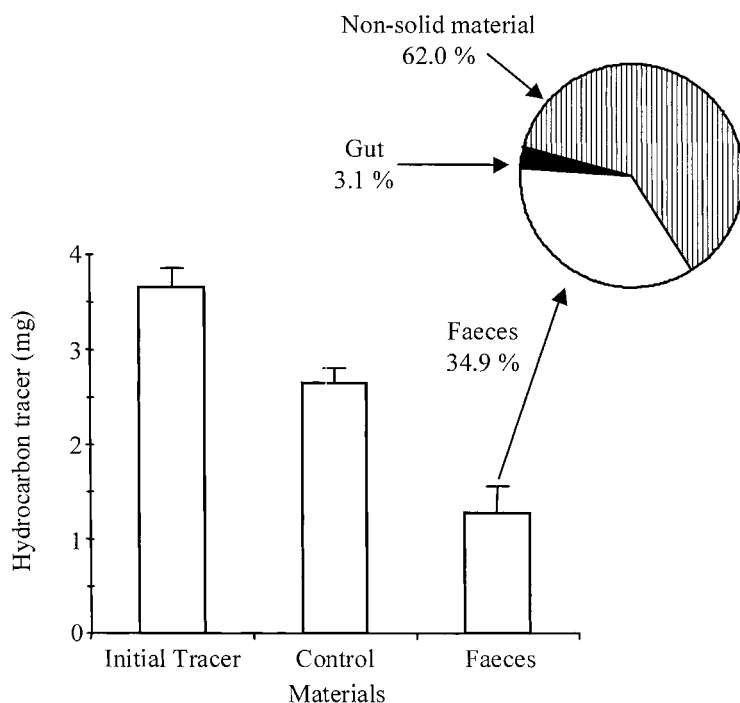 Non-solid material
62.0 %
Gut
3.1 %
Faeces
34.9 %
Hydrocarbon tracer (mg)
4
3
2
1
0
Initial Tracer
Control
Faeces
Materials